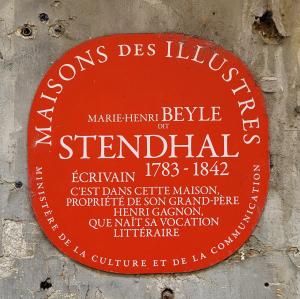 MAISONS DES ILLUSTRES
MARIE-HENRI BEYLE
DIT
STENDHAL
ÉCRIVAIN 1783 - 1842
C'EST DANS CETTE MAISON,
PROPRIÉTÉ DE SON GRAND-PÈRE
HENRI GAGNON,
QUE NAÎT SA VOCATION
LITTÉRAIRE
MINISTÈRE DE LA CULTURE ET DE LA COMMUNICATION